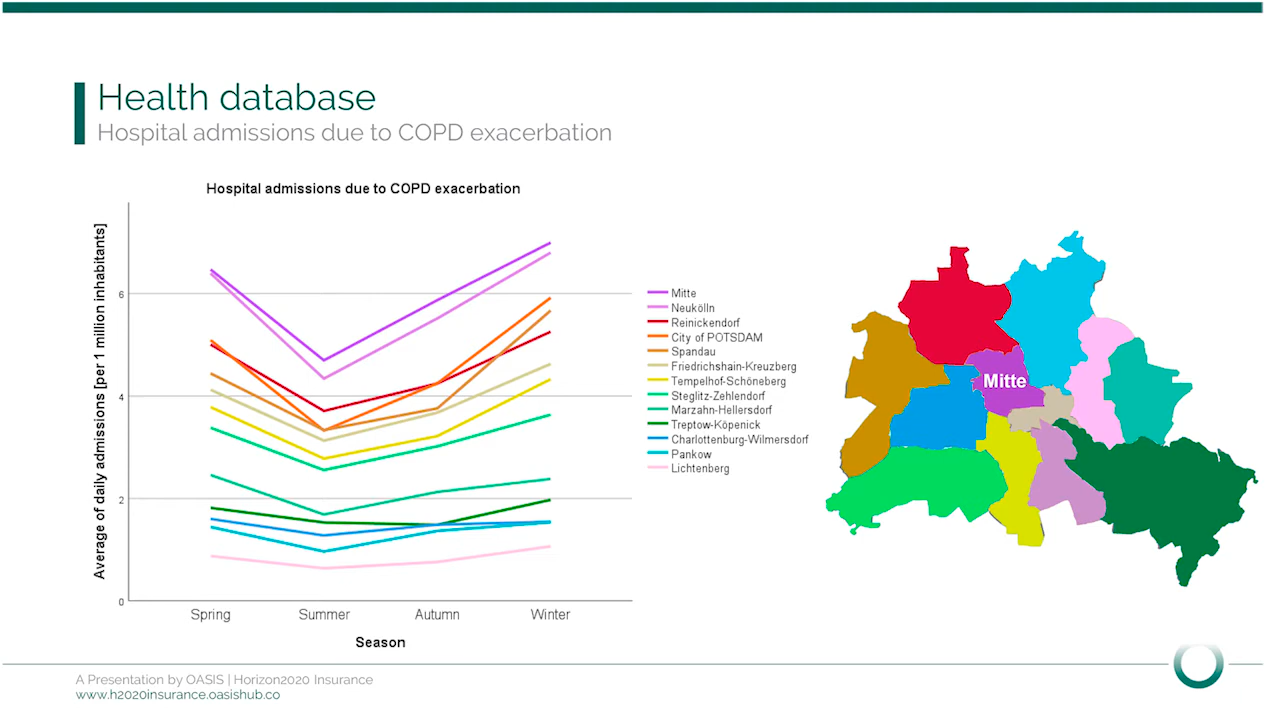 Health database
Hospital admissions due to COPD exacerbation
Hospital admissions due to COPD exacerbation
Average of daily admissions [per 1 million inhabitants]
6
4
2
0
Spring
Summer
Autumn
Winter
Season
Mitte
Neukölln
Reinickendorf
City of POTSDAM
Spandau
Friedrichshain-Kreuzberg
Tempelhof-Schöneberg
Steglitz-Zehlendorf
Marzahn-Hellersdorf
Treptow-Köpenick
Charlottenburg-Wilmersdorf
Pankow
Lichtenberg
Mitte
A Presentation by OASIS | Horizon2020 Insurance
www.h2020insurance.oasishub.co